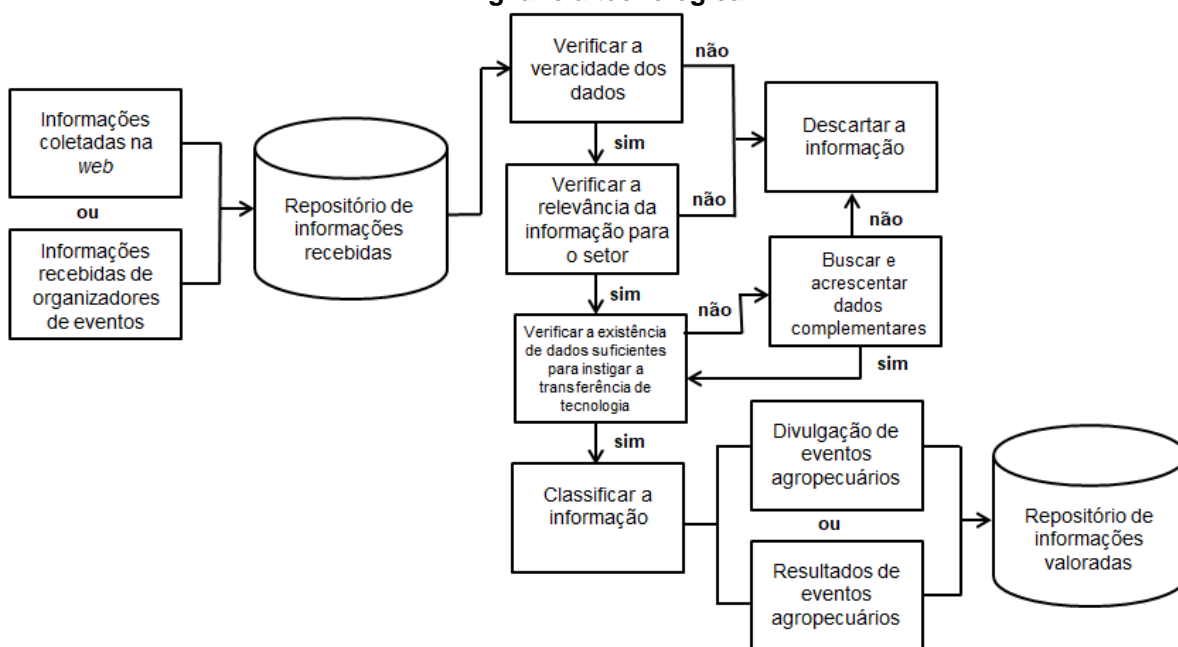 Informações
coletadas na
web
ou
Informações
recebidas de
organizadores
de eventos
Repositório de
informações
recebidas
Verificar a
veracidade dos
dados
não
sim
Verificar a
relevância da
informação para
o setor
não
sim
Descartar a
informação
não
Buscar e
acrescentar
dados
complementares
não
sim
Verificar a existência
de dados suficientes
para instigar a
transferência de
tecnologia
sim
Classificar a
informação
Divulgação de
eventos
agropecuários
ou
Resultados de
eventos
agropecuários
Repositório de
informações
valoradas